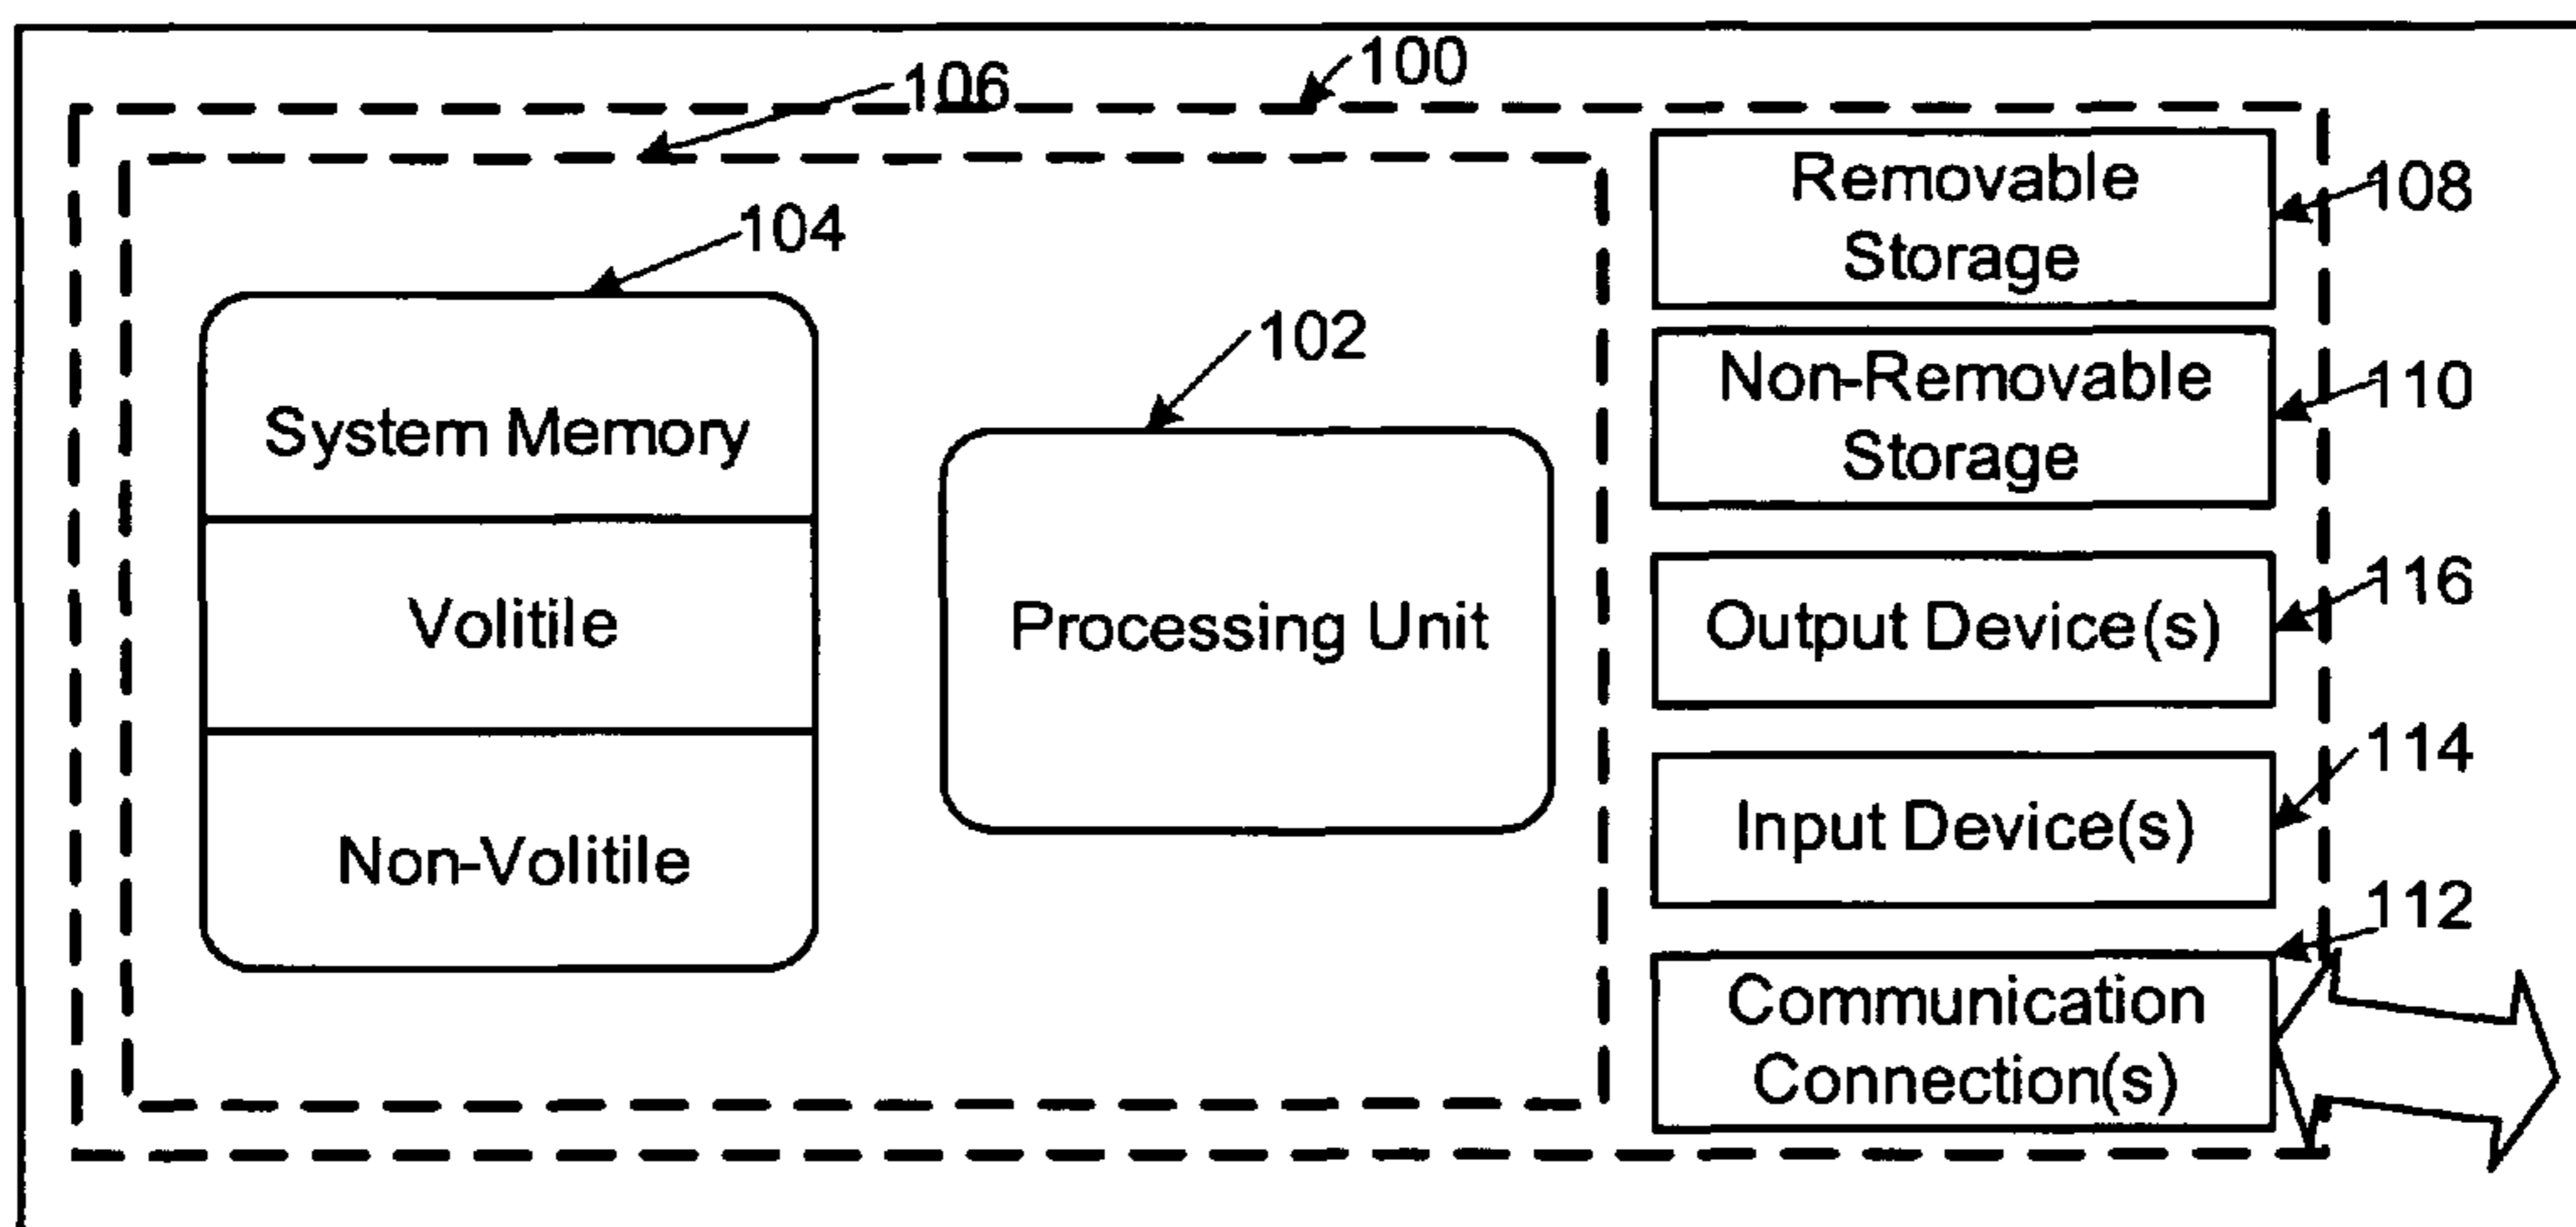 100
106
104
102
System Memory
Volitile
Non-Volitile
Processing Unit
Removable
Storage
108
Non-Removable
Storage
110
Output Device(s)
116
Input Device(s)
114
Communication
Connection(s)
112